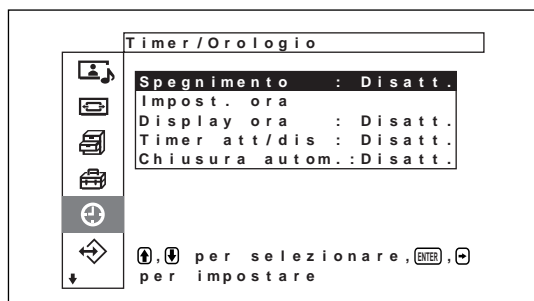 Timer/Orologio
Spegnimento : Disatt.
Impost. ora
Display ora : Disatt.
Timer att/dis : Disatt.
Chiusura autom.:Disatt.
, per selezionare, ENTER ,
per impostare